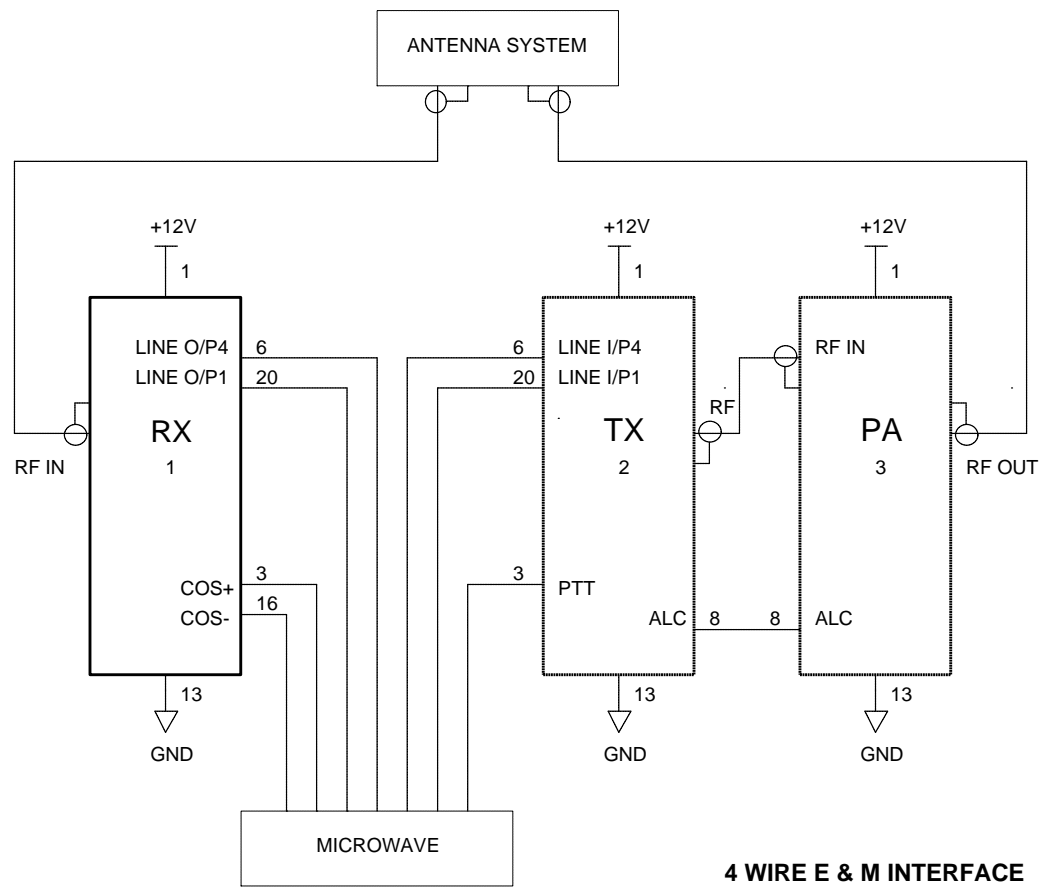 ANTENNA SYSTEM
+12V
1
+12V
1
+12V
1
LINE O/P4
6
LINE O/P1
20
RX
1
RF IN
COS+
3
COS-
16
13
GND
6
LINE I/P4
20
LINE I/P1
TX
2
RF
3
PTT
ALC
8
13
GND
RF IN
PA
3
RF OUT
8
ALC
13
GND
MICROWAVE
4 WIRE E & M INTERFACE